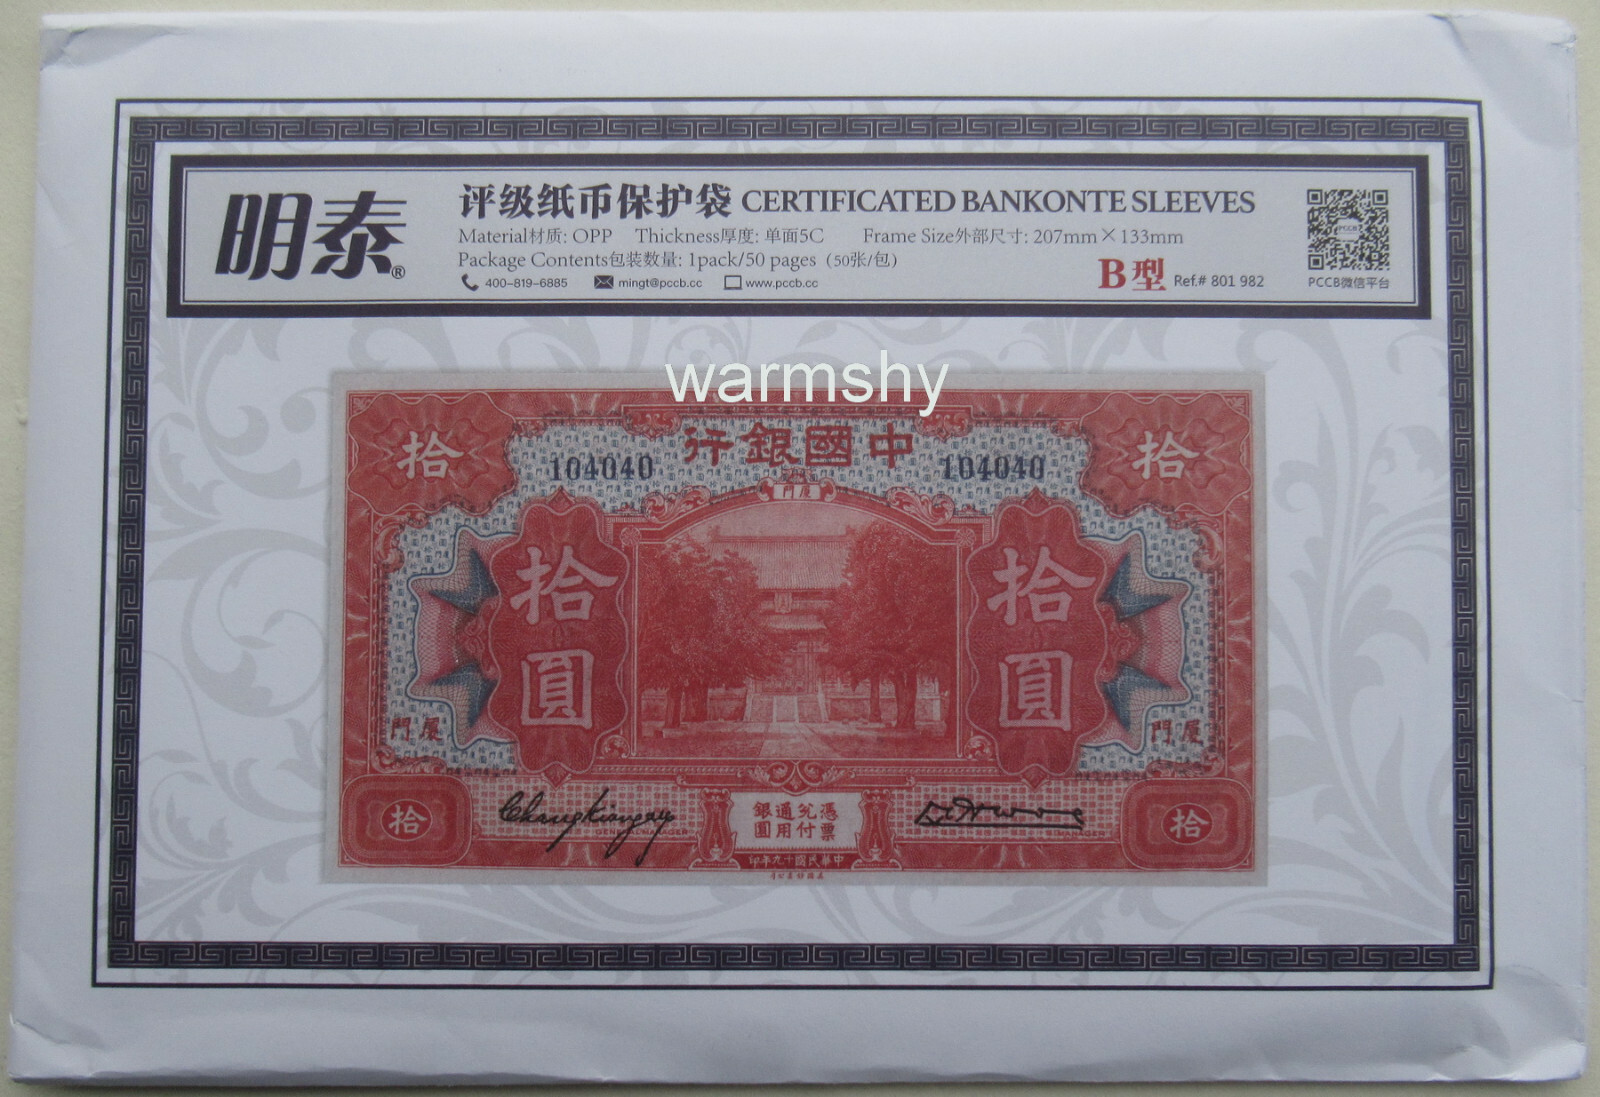 明泰®
评级纸币保护袋 CERTIFICATED BANKONTE SLEEVES
Material材质: OPP Thickness厚度: 单面5C Frame Size外部尺寸: 207mm×133mm
Package Contents包装数量: 1pack/50 pages (50张/包)
400-819-6885 mingt@pccb.cc www.pccb.cc
B型 Ref.# 801 982
PCCB
PCCB微信平台
warmshy
拾 行銀國中 拾
104040 104040
門厦
拾圓 拾圓
門厦 門厦
拾 拾
憑票
兌付
通用
銀圓
印年九十國民華中